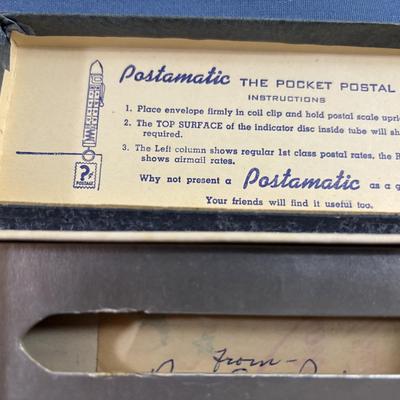 Postamatic THE POCKET POSTAL
INSTRUCTIONS
1. Place envelope firmly in coil clip and hold postal scale
2. The TOP SURFACE of the indicator disc inside tube will
required.
3. The Left column shows regular 1st class postal rates, the
shows airmail rates.
Why not present a Postamatic as a
Your friends will find it useful too.
?
POSTAGE
from-